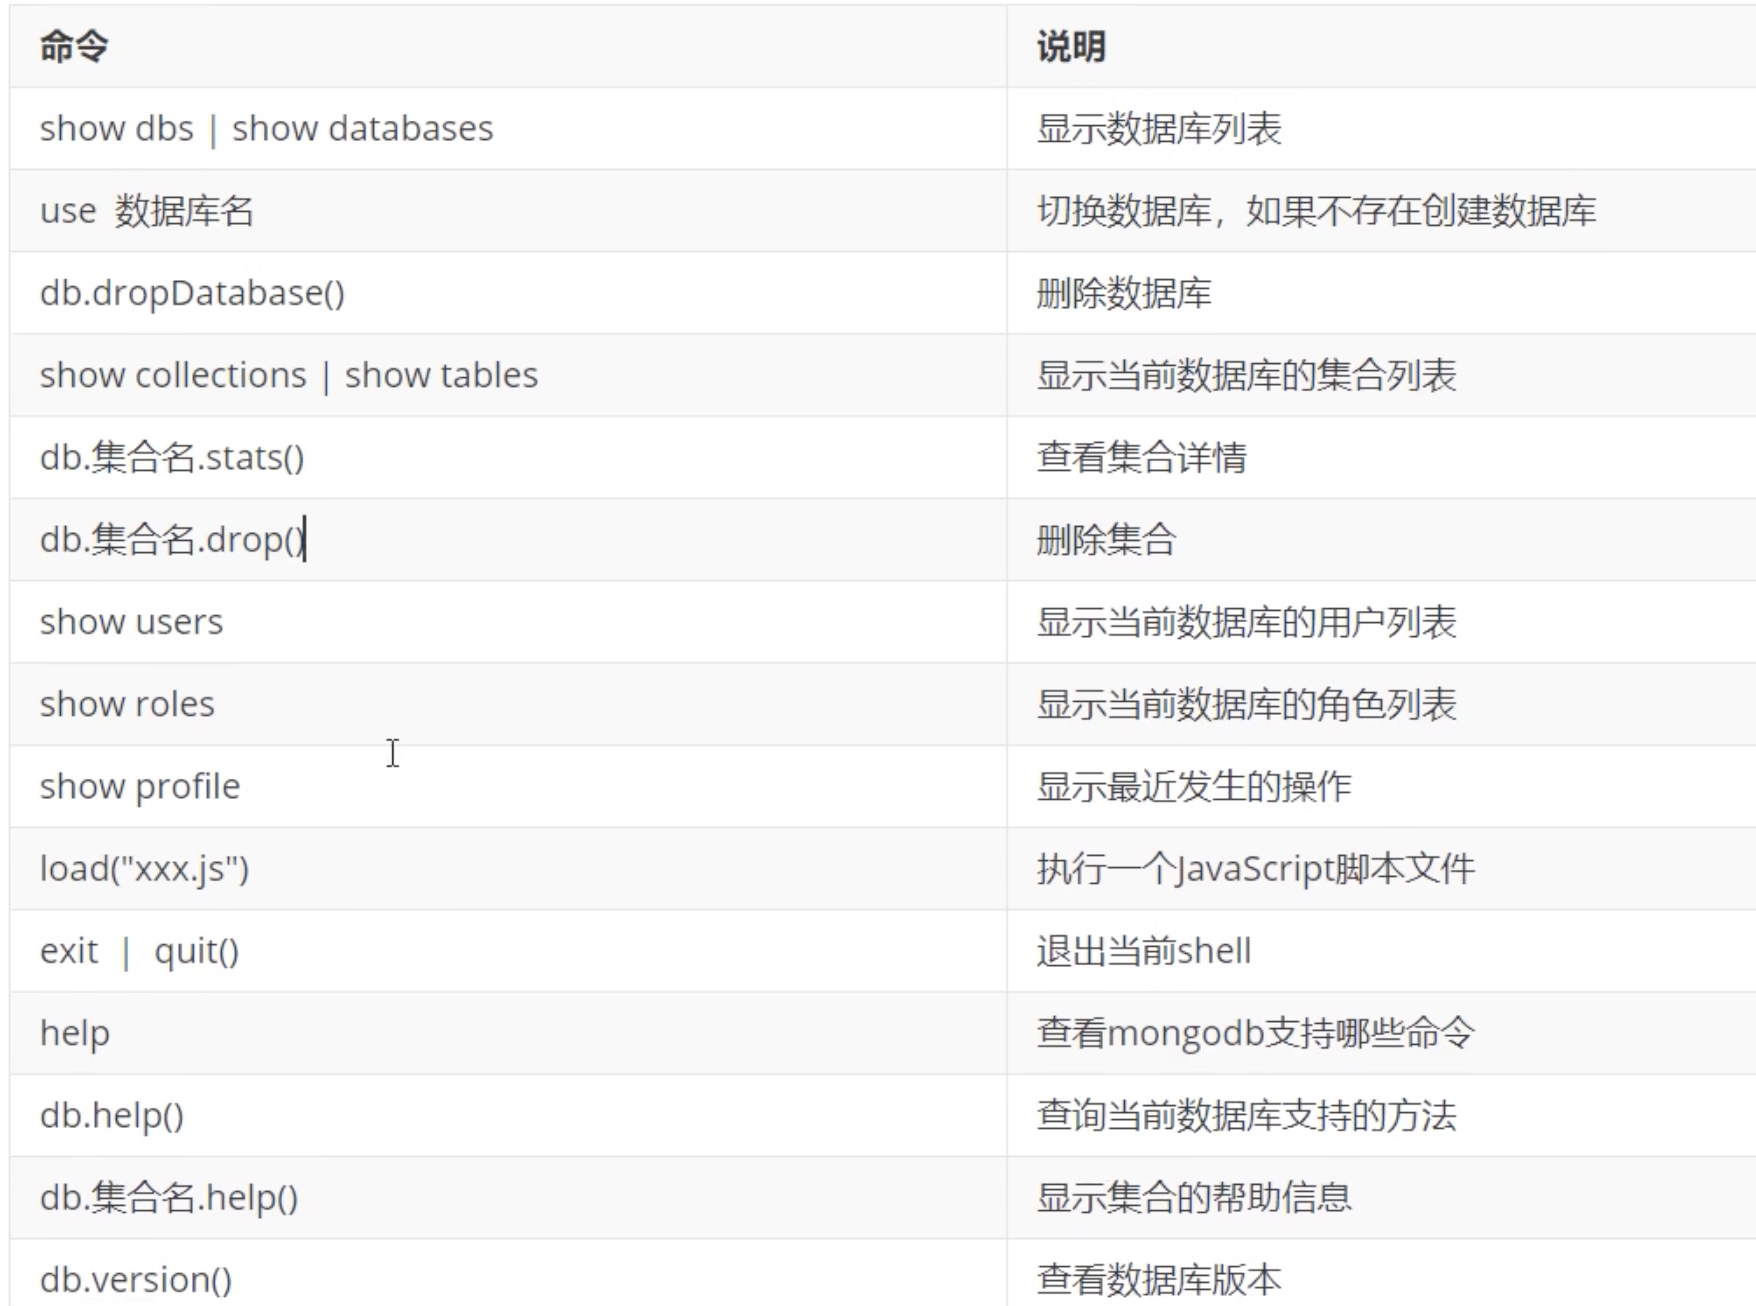 命令 说明
show dbs | show databases 显示数据库列表
use 数据库名 切换数据库，如果不存在创建数据库
db.dropDatabase() 删除数据库
show collections | show tables 显示当前数据库的集合列表
db.集合名.stats() 查看集合详情
db.集合名.drop() 删除集合
show users 显示当前数据库的用户列表
show roles 显示当前数据库的角色列表
show profile 显示最近发生的操作
load("xxx.js") 执行一个JavaScript脚本文件
exit | quit() 退出当前shell
help 查看mongodb支持哪些命令
db.help() 查询当前数据库支持的方法
db.集合名.help() 显示集合的帮助信息
db.version() 查看数据库版本